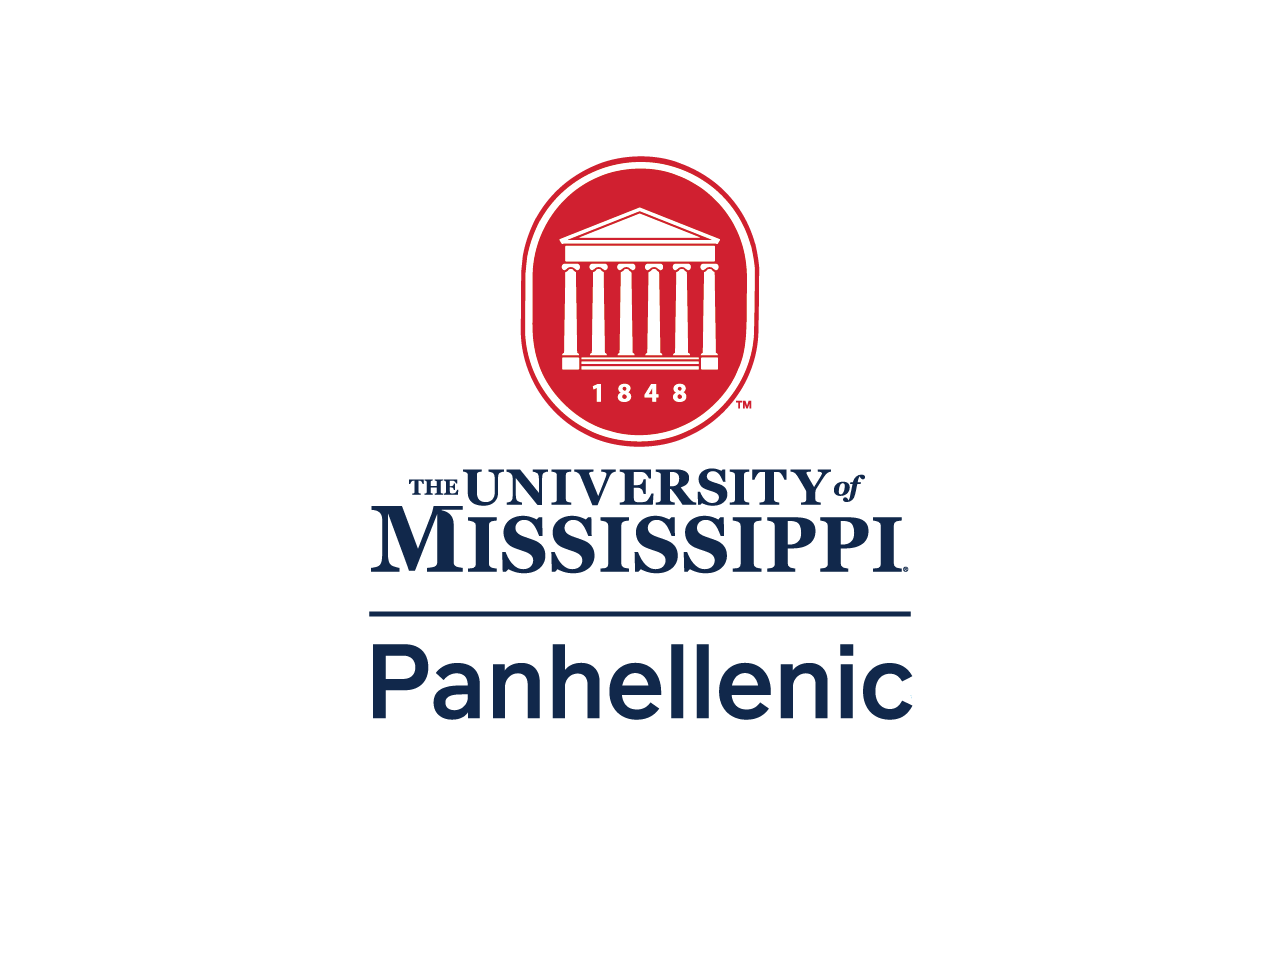 1848
™
THE UNIVERSITY of
MISSISSIPPI®
Panhellenic